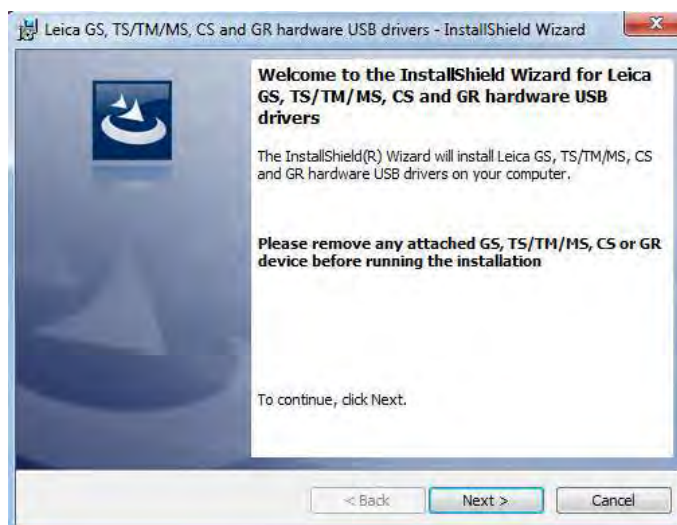 Leica GS, TS/TM/MS, CS and GR hardware USB drivers - InstallShield Wizard
Welcome to the InstallShield Wizard for Leica
GS, TS/TM/MS, CS and GR hardware USB
drivers
The InstallShield(R) Wizard will install Leica GS, TS/TM/MS, CS
and GR hardware USB drivers on your computer.
Please remove any attached GS, TS/TM/MS, CS or GR
device before running the installation
To continue, click Next.
< Back Next > Cancel